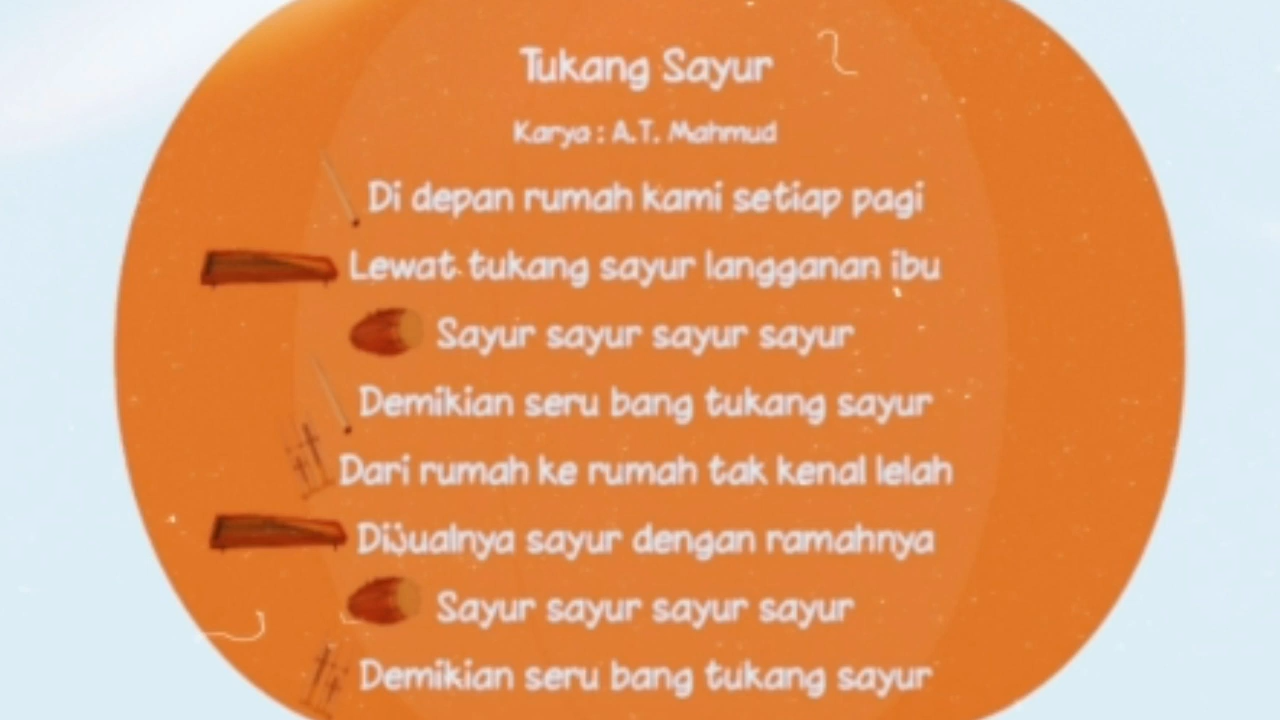 Tukang Sayur
Karya : A.T. Mahmud
Di depan rumah kami setiap pagi
Lewat tukang sayur langganan ibu
Sayur sayur sayur sayur
Demikian seru bang tukang sayur
Dari rumah ke rumah tak kenal lelah
Dijualnya sayur dengan ramahnya
Sayur sayur sayur sayur
Demikian seru bang tukang sayur